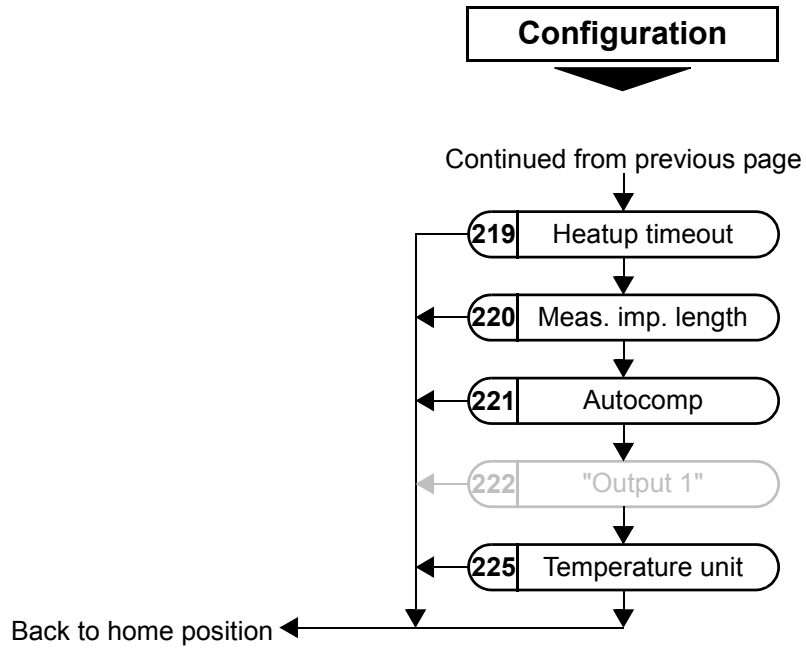 Configuration
Continued from previous page
219 Heatup timeout
220 Meas. imp. length
221 Autocomp
222 "Output 1"
225 Temperature unit
Back to home position